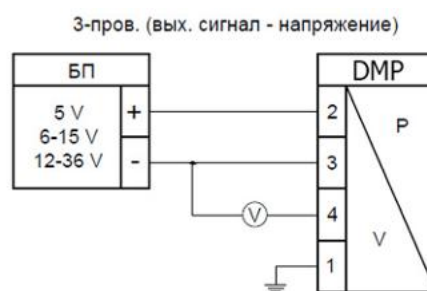 3-пров. (вых. сигнал - напряжение)
БП
DMP
5 V
6-15 V
12-36 V
+
-
2
3
4
1
P
V
V